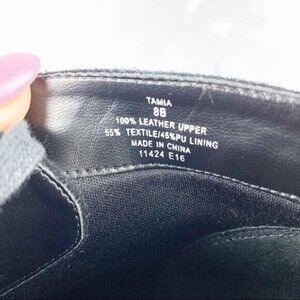 TAMIA
8B
100% LEATHER UPPER
55% TEXTILE/45%PU LINING
MADE IN CHINA
11424 E16